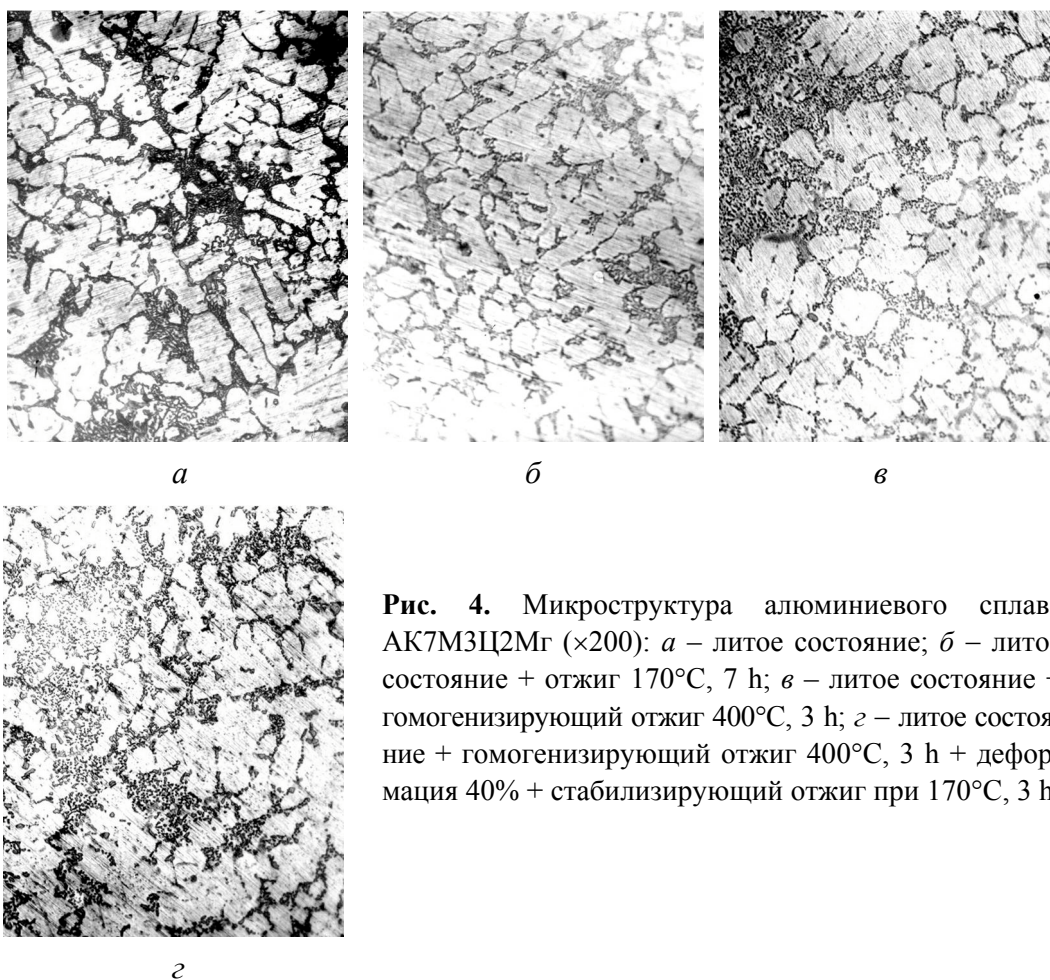 а
б
в
Рис. 4. Микроструктура алюминиевого сплав
АК7М3Ц2Мг (×200): а – литое состояние; б – лито
состояние + отжиг 170°C, 7 h; в – литое состояние
гомогенизирующий отжиг 400°C, 3 h; г – литое состоя
ние + гомогенизирующий отжиг 400°C, 3 h + дефор
мация 40% + стабилизирующий отжиг при 170°C, 3 h
г